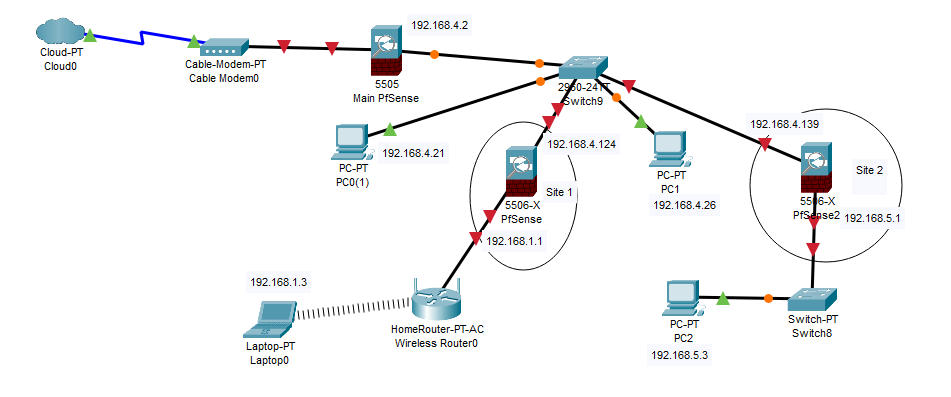 192.168.4.2
Cloud-PT
Cloud0
Cable-Modem-PT
Cable Modem0
5505
Main PfSense
2960-24TT
Switch9
192.168.4.139
192.168.4.124
192.168.4.21
PC-PT
PC0(1)
PC-PT
PC1
192.168.4.26
Site 1
5506-X
PfSense
192.168.1.1
Site 2
5506-X
PfSense2
192.168.5.1
192.168.1.3
HomeRouter-PT-AC
Wireless Router0
Laptop-PT
Laptop0
PC-PT
PC2
192.168.5.3
Switch-PT
Switch8